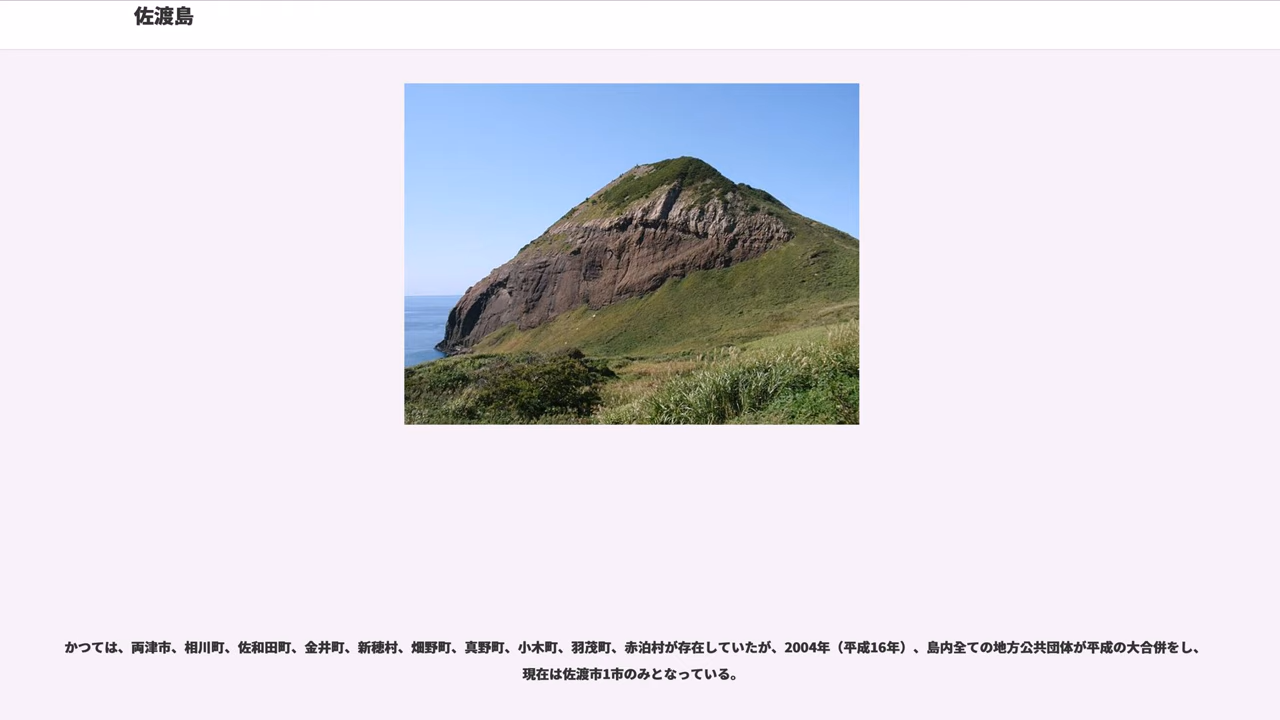 佐渡島
かつては、両津市、相川町、佐和田町、金井町、新穂村、畑野町、真野町、小木町、羽茂町、赤泊村が存在していたが、2004年（平成16年）、島内全ての地方公共団体が平成の大合併をし、
現在は佐渡市1市のみとなっている。